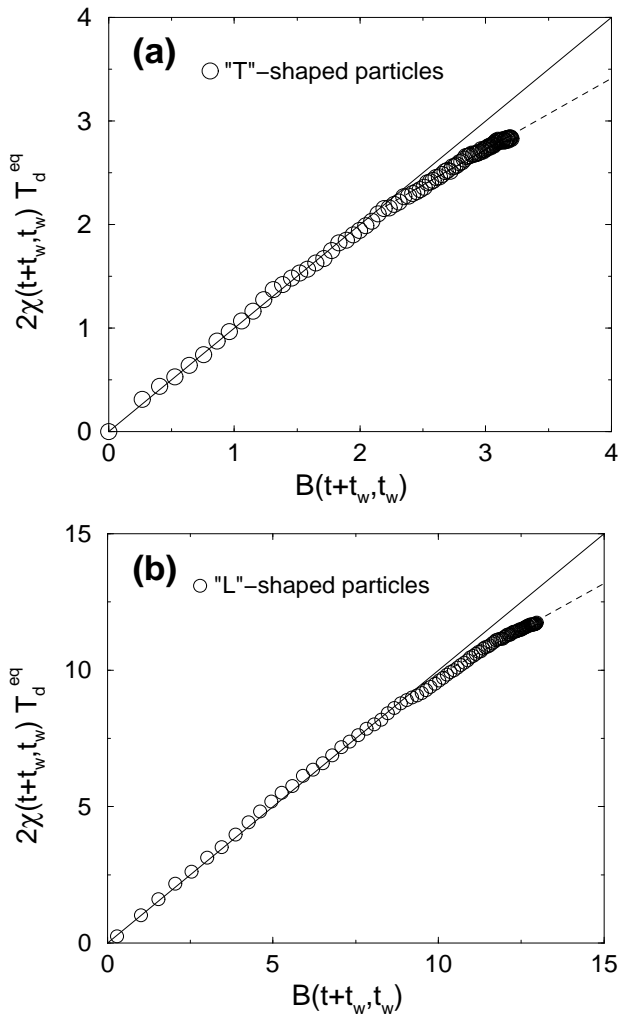 4
(a)
"T"−shaped particles
3
2χ(t+t_w,t_w) T_d^eq
2
1
0
0 1 2 3 4
B(t+t_w,t_w)
15
(b)
"L"−shaped particles
10
2χ(t+t_w,t_w) T_d^eq
5
0
0 5 10 15
B(t+t_w,t_w)